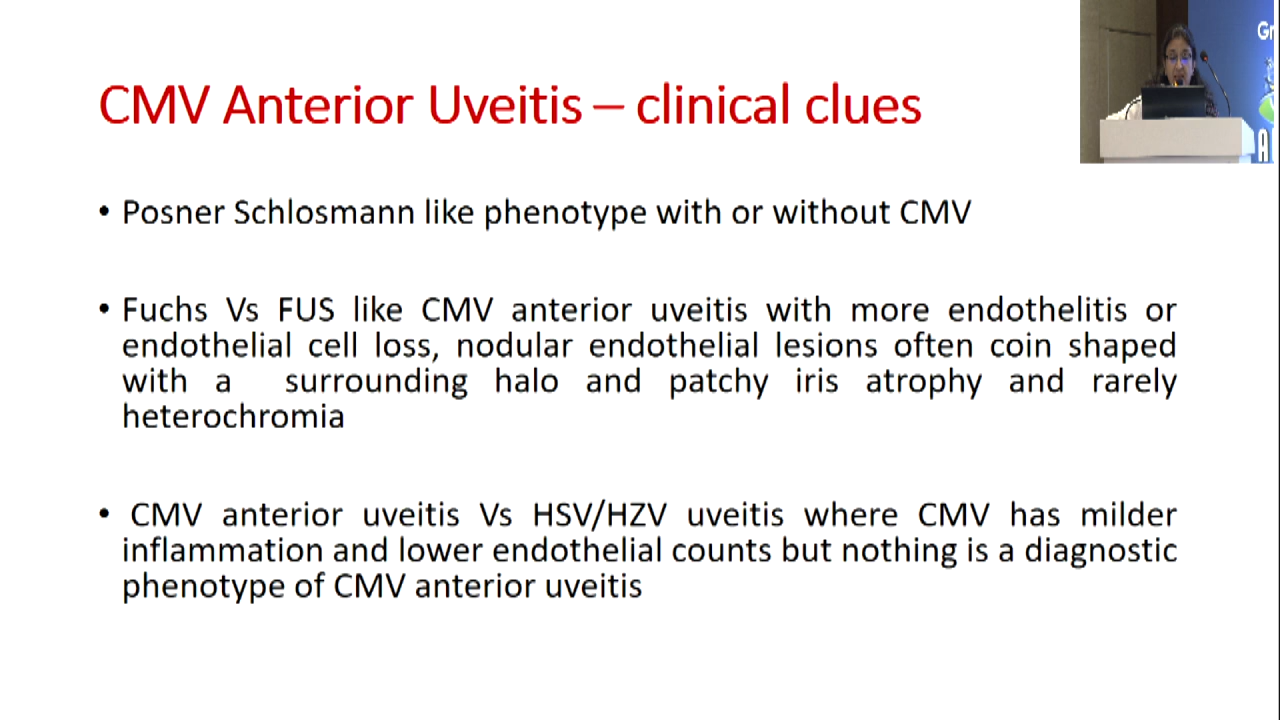 CMV Anterior Uveitis – clinical clues
• Posner Schlosmann like phenotype with or without CMV
• Fuchs Vs FUS like CMV anterior uveitis with more endothelitis or
endothelial cell loss, nodular endothelial lesions often coin shaped
with a surrounding halo and patchy iris atrophy and rarely
heterochromia
• CMV anterior uveitis Vs HSV/HZV uveitis where CMV has milder
inflammation and lower endothelial counts but nothing is a diagnostic
phenotype of CMV anterior uveitis